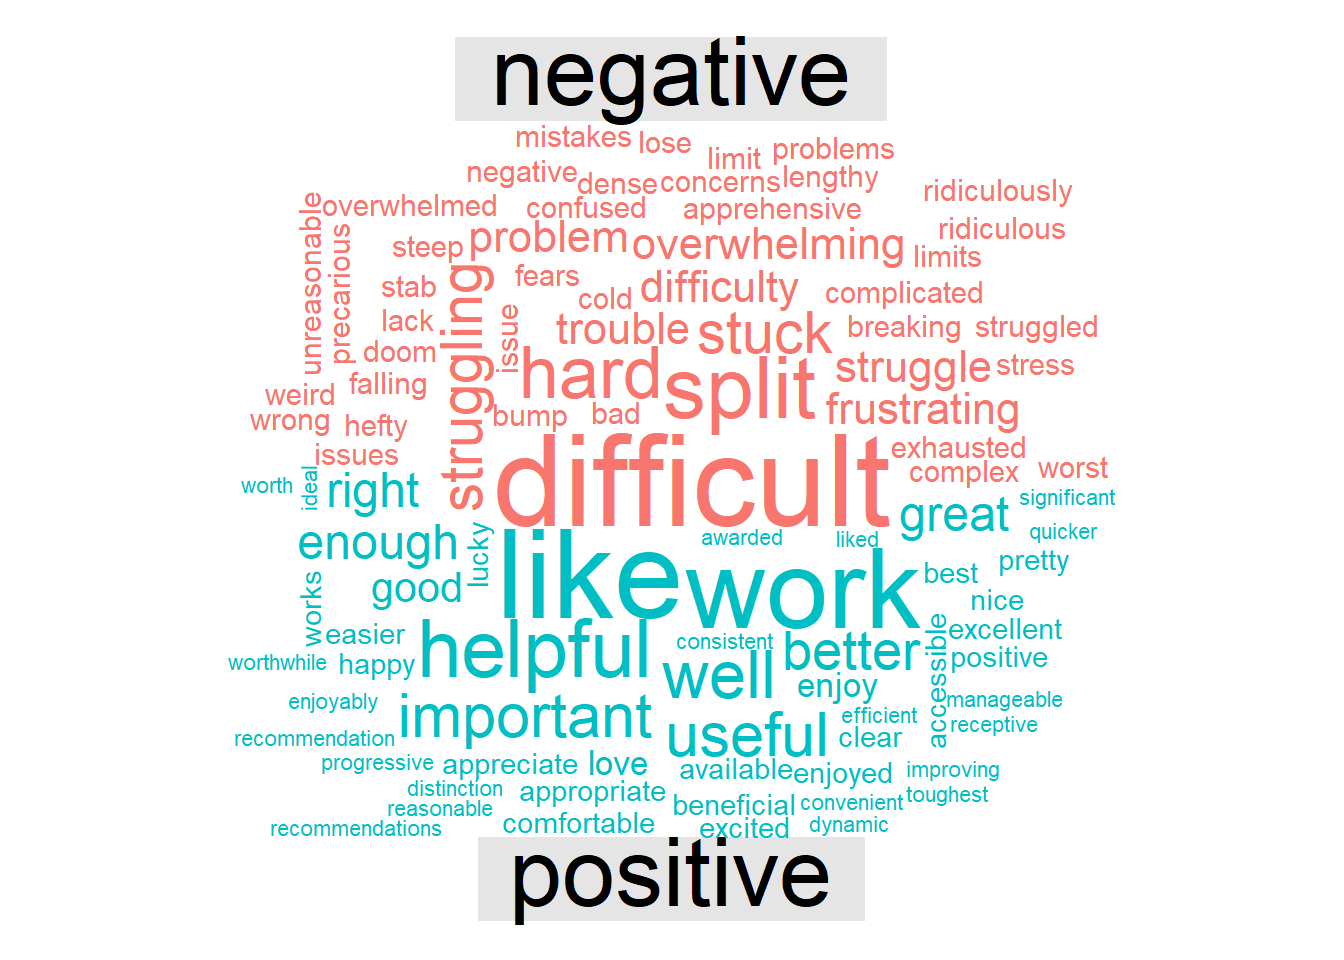 negative
mistakes lose limit problems
negative dense concerns lengthy ridiculously
unreasonable overwhelmed confused apprehensive ridiculous
precarious steep problem overwhelming limits
struggling stab fears cold difficulty complicated
lack issue trouble stuck breaking struggled
doom hard split struggle stress
weird falling
wrong hefty bump bad frustrating
issues difficult exhausted
complex worst
worth ideal right great significant
enough lucky awarded liked quicker
works good like work best pretty
nice
easier helpful consistent better accessible excellent
worthwhile happy well enjoy positive
enjoyably important efficient manageable
recommendation useful clear receptive
progressive appreciate love available enjoyed improving
distinction appropriate beneficial convenient toughest
reasonable
recommendations comfortable excited dynamic
positive